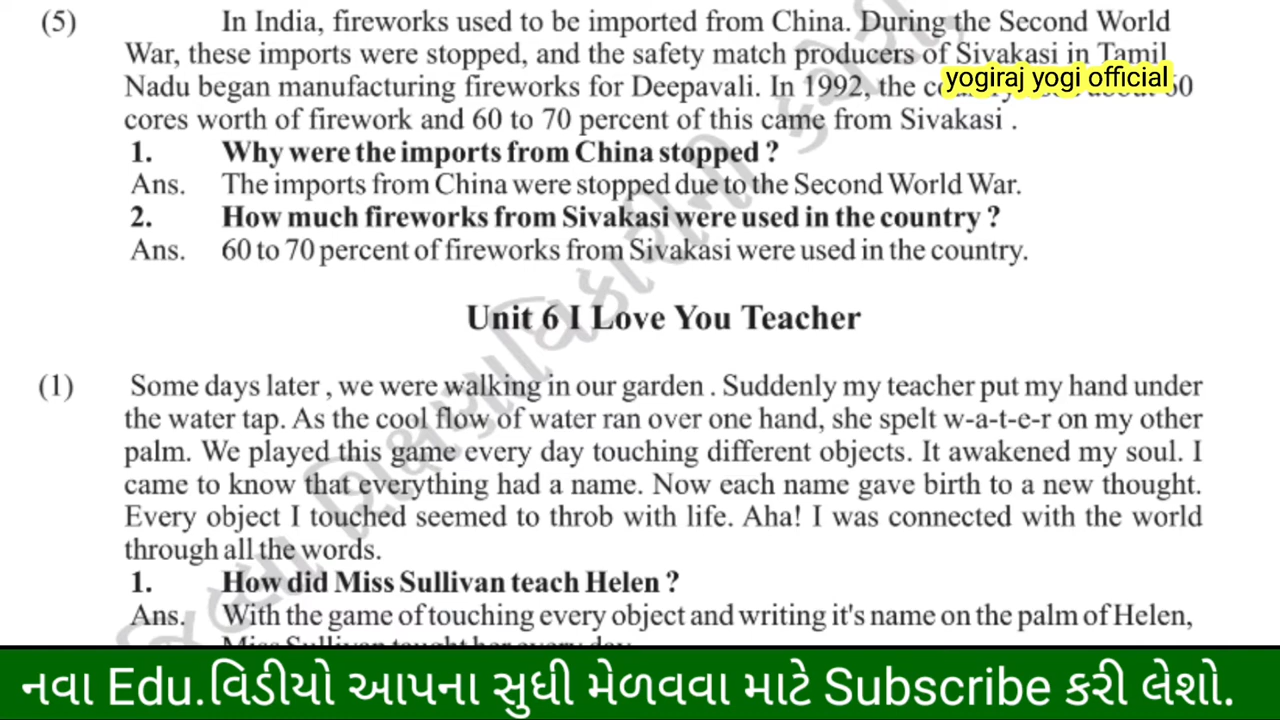 (5) In India, fireworks used to be imported from China. During the Second World
War, these imports were stopped, and the safety match producers of Sivakasi in Tamil
yogiraj yogi official
Nadu began manufacturing fireworks for Deepavali. In 1992, the
cores worth of firework and 60 to 70 percent of this came from Sivakasi .
1. Why were the imports from China stopped ?
Ans. The imports from China were stopped due to the Second World War.
2. How much fireworks from Sivakasi were used in the country ?
Ans. 60 to 70 percent of fireworks from Sivakasi were used in the country.
Unit 6 I Love You Teacher
(1) Some days later , we were walking in our garden . Suddenly my teacher put my hand under
the water tap. As the cool flow of water ran over one hand, she spelt w-a-t-e-r on my other
palm. We played this game every day touching different objects. It awakened my soul. I
came to know that everything had a name. Now each name gave birth to a new thought.
Every object I touched seemed to throb with life. Aha! I was connected with the world
through all the words.
1. How did Miss Sullivan teach Helen ?
Ans. With the game of touching every object and writing it's name on the palm of Helen,
Miss Sullivan taught her every day
નવા Edu.વિડીયો આપના સુધી મેળવવા માટે Subscribe કરી લેશો.